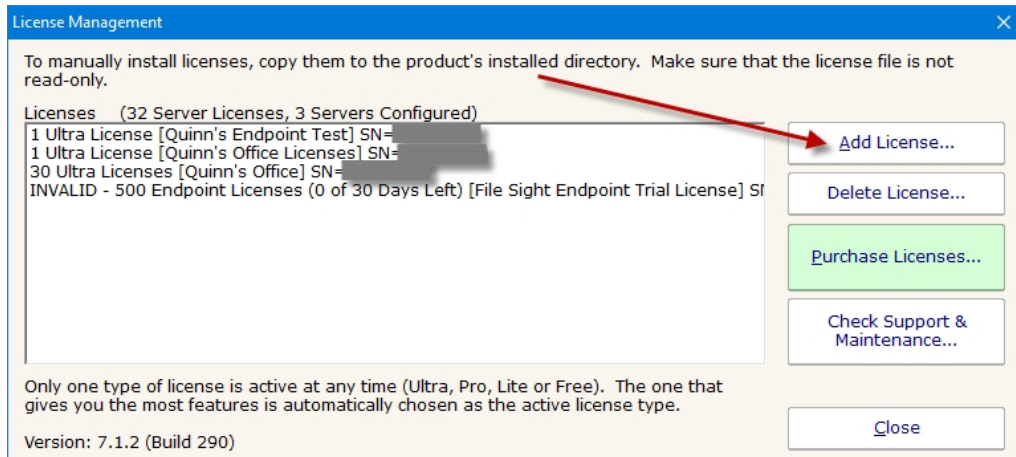 License Management
To manually install licenses, copy them to the product's installed directory. Make sure that the license file is not
read-only.
Licenses (32 Server Licenses, 3 Servers Configured)
1 Ultra License [Quinn's Endpoint Test] SN=
1 Ultra License [Quinn's Office Licenses] SN=
30 Ultra Licenses [Quinn's Office] SN=
INVALID - 500 Endpoint Licenses (0 of 30 Days Left) [File Sight Endpoint Trial License]
Add License...
Delete License...
Purchase Licenses...
Check Support &
Maintenance...
Only one type of license is active at any time (Ultra, Pro, Lite or Free). The one that
gives you the most features is automatically chosen as the active license type.
Close
Version: 7.1.2 (Build 290)